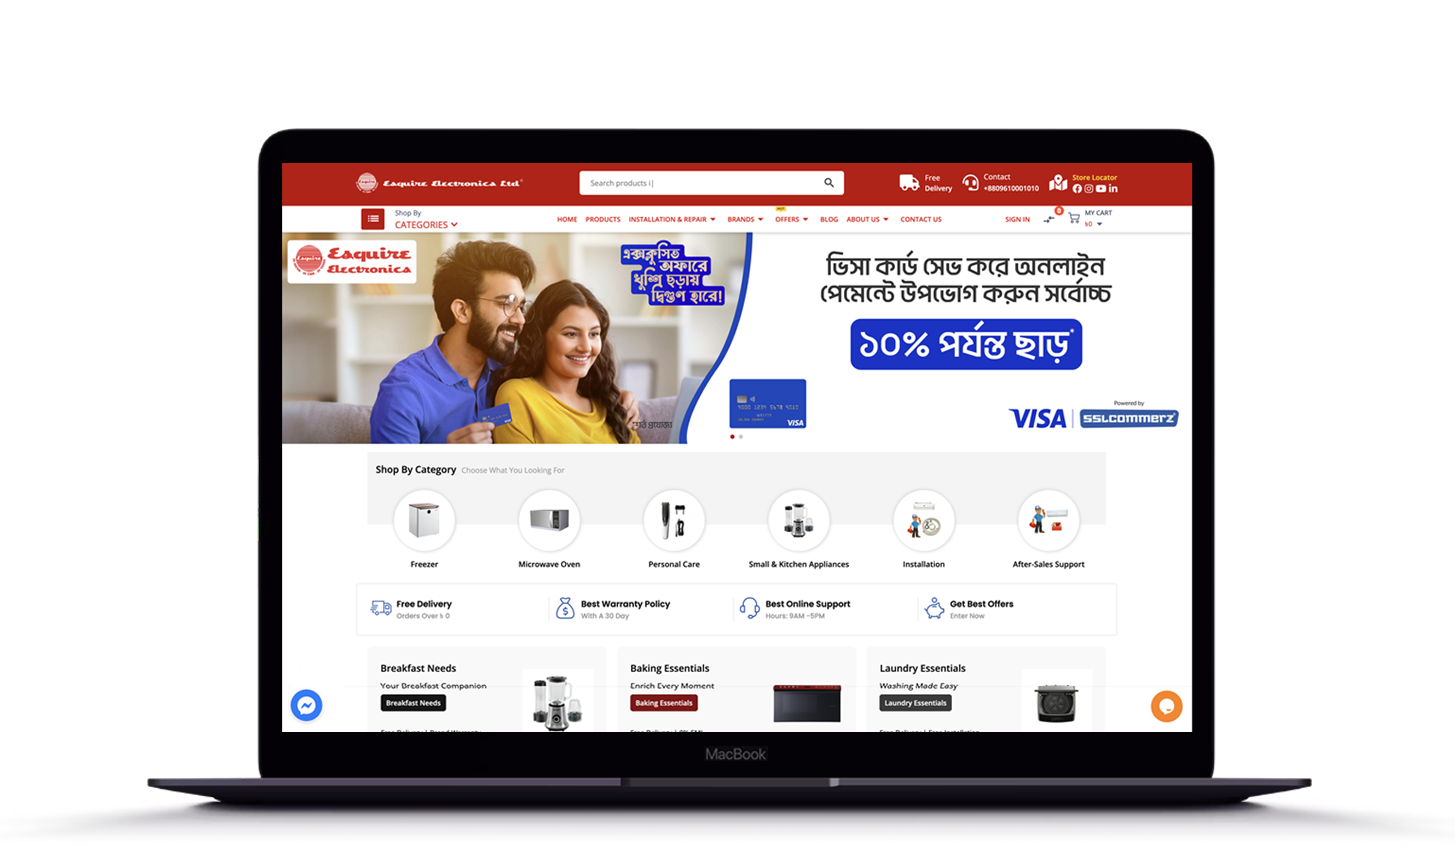 Esquire Electronics Ltd
Search products i|
Free
Delivery
Contact
+8809610001010
Store Locator
Shop By
CATEGORIES
HOME
PRODUCTS
INSTALLATION & REPAIR
BRANDS
HOT
OFFERS
BLOG
ABOUT US
CONTACT US
SIGN IN
0
MY CART
৳0
Esquire
Electronics
এক্সক্লুসিভ
অফারে
খুশি ছড়ায়
দ্বিগুণ হারে!
ভিসা কার্ড সেভ করে অনলাইন
পেমেন্টে উপভোগ করুন সর্বোচ্চ
১০% পর্যন্ত ছাড়*
VISA
Powered by
VISA
SSLCOMMERZ
Shop By Category
Choose What You Looking For
Freezer
Microwave Oven
Personal Care
Small & Kitchen Appliances
Installation
After-Sales Support
Free Delivery
Orders Over ৳ 0
Best Warranty Policy
With A 30 Day
Best Online Support
Hours: 9AM -5PM
Get Best Offers
Enter Now
Breakfast Needs
Your Breakfast Companion
Breakfast Needs
Baking Essentials
Enrich Every Moment
Baking Essentials
Laundry Essentials
Washing Made Easy
Laundry Essentials
MacBook